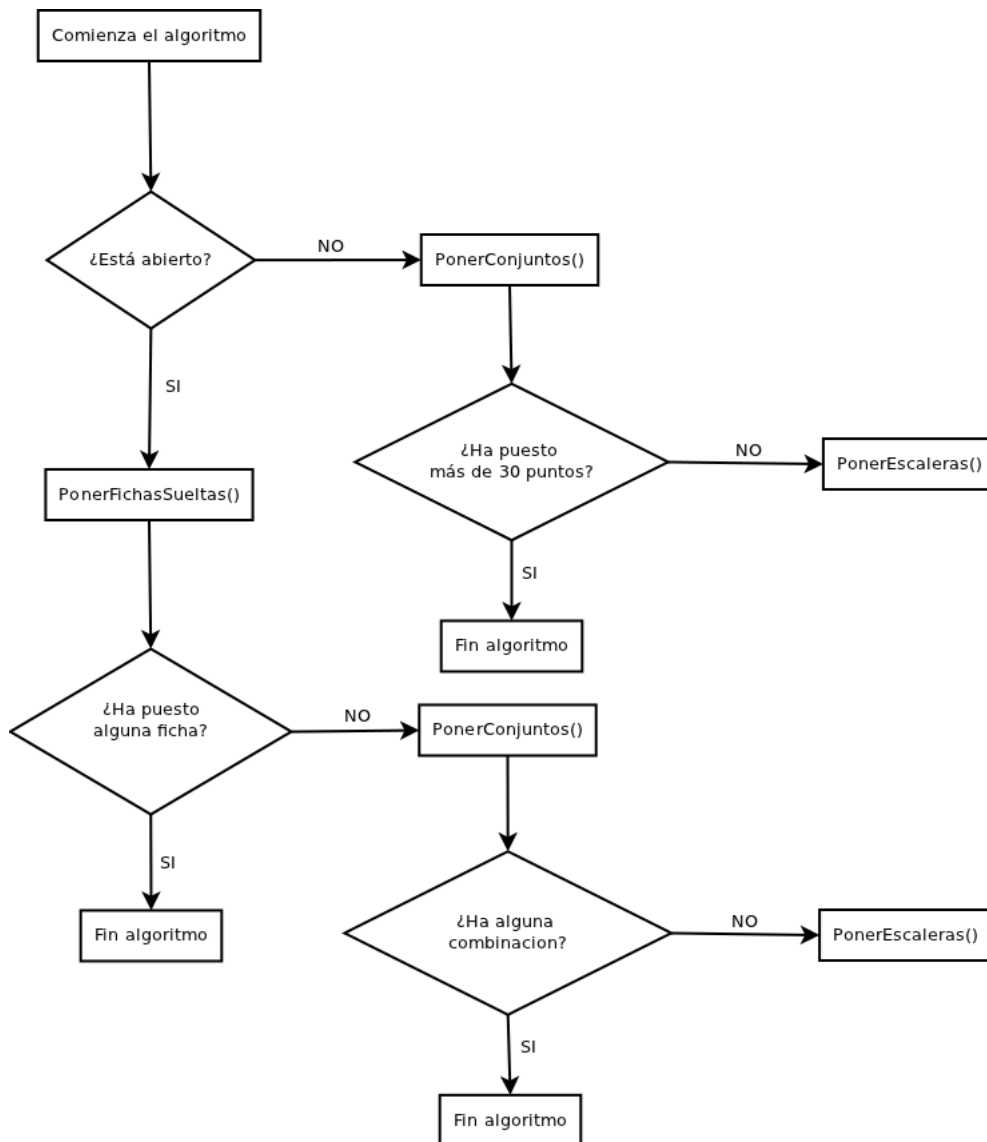 Comienza el algoritmo
¿Está abierto?
NO
PonerConjuntos()
SI
¿Ha puesto
más de 30 puntos?
NO
PonerEscaleras()
PonerFichasSueltas()
SI
Fin algoritmo
¿Ha puesto
alguna ficha?
NO
PonerConjuntos()
SI
Fin algoritmo
¿Ha alguna
combinacion?
NO
PonerEscaleras()
SI
Fin algoritmo